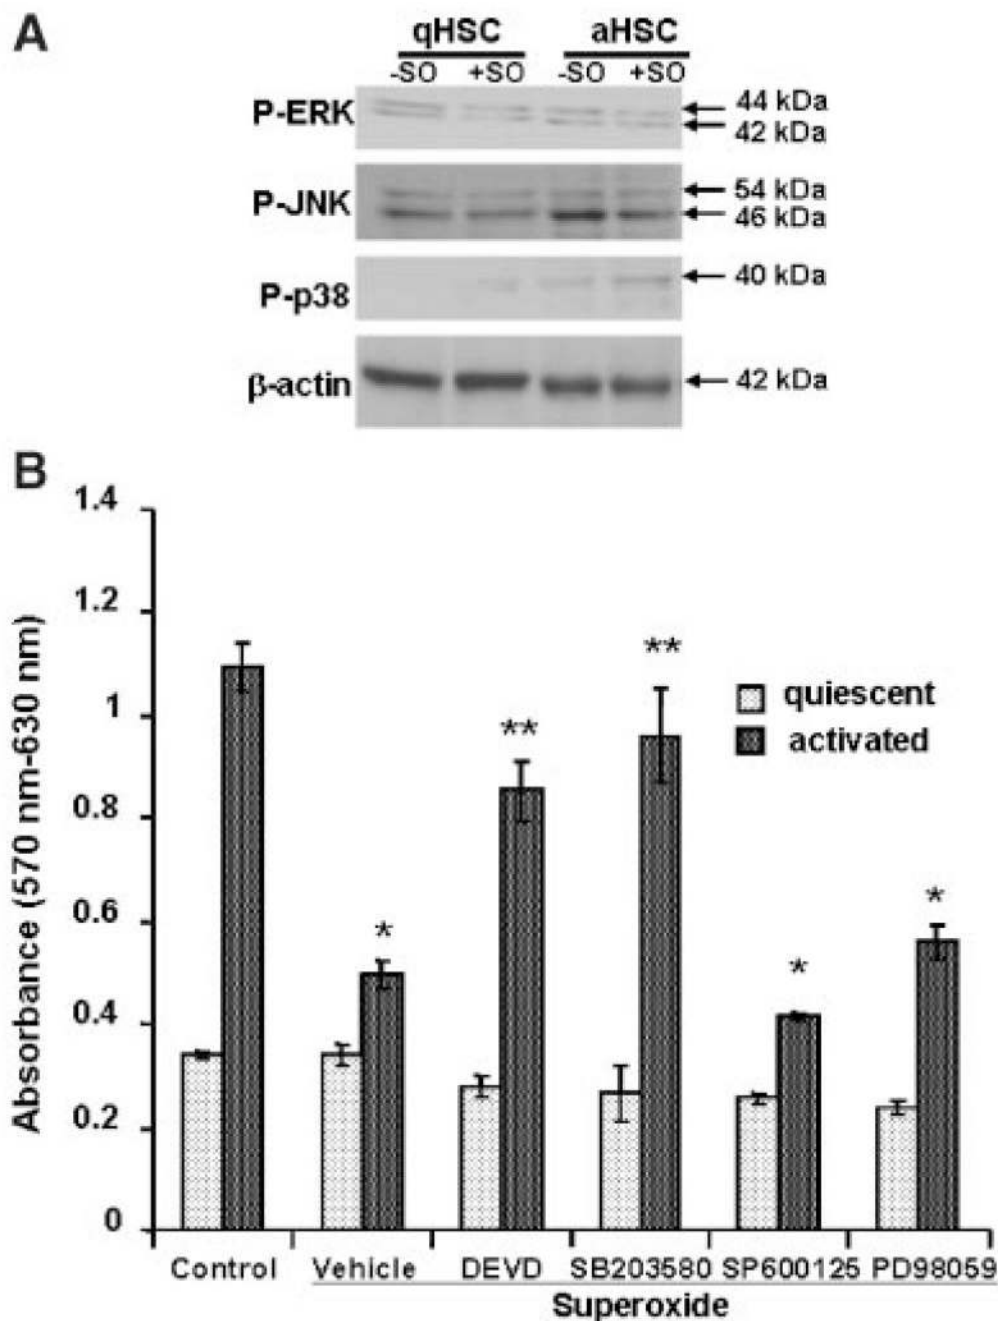 A
qHSC aHSC
-SO +SO -SO +SO
P-ERK 44 kDa
42 kDa
P-JNK 54 kDa
46 kDa
P-p38 40 kDa
β-actin 42 kDa
B
Absorbance (570 nm-630 nm)
1.4
1.2
1
0.8
0.6
0.4
0.2
0
* ** ** * *
quiescent
activated
Control Vehicle DEVD SB203580 SP600125 PD98059
Superoxide